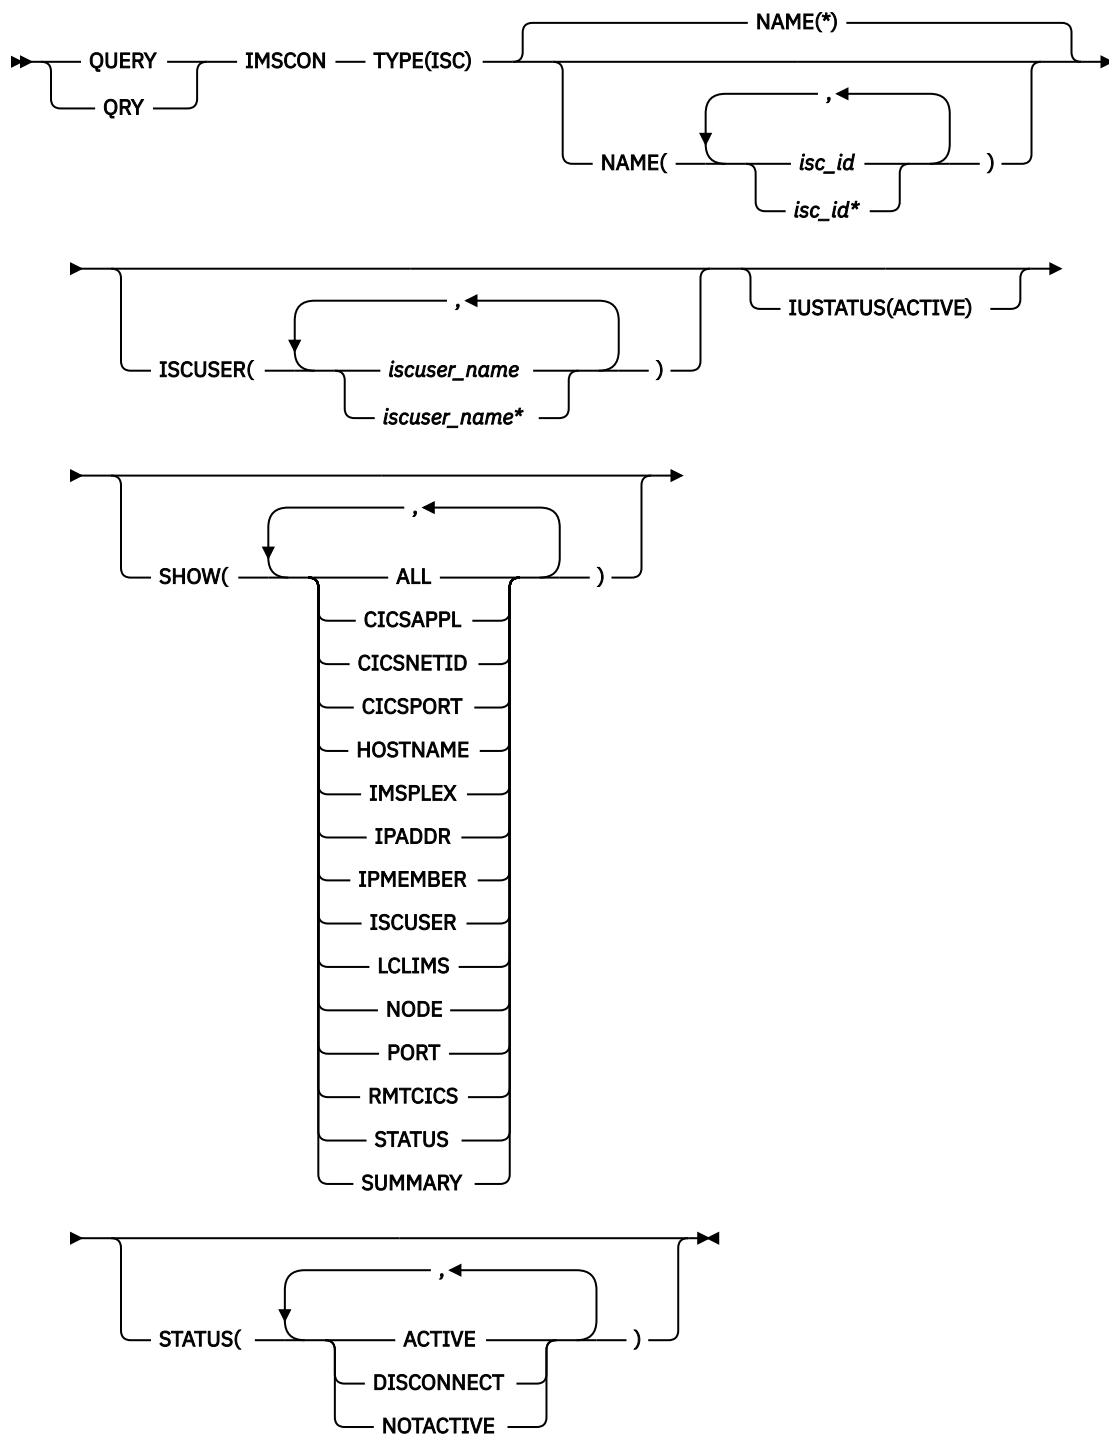 NAME(*)
QUERY IMSCON TYPE(ISC)
QRY
,
NAME( isc_id )
isc_id*
IUSTATUS(ACTIVE)
,
ISCUSER( iscuser_name )
iscuser_name*
,
SHOW( ALL )
CICSAPPL
CICSNETID
CICSPORT
HOSTNAME
IMSPLEX
IPADDR
IPMEMBER
ISCUSER
LCLIMS
NODE
PORT
RMTCICS
STATUS
SUMMARY
,
STATUS( ACTIVE )
DISCONNECT
NOTACTIVE